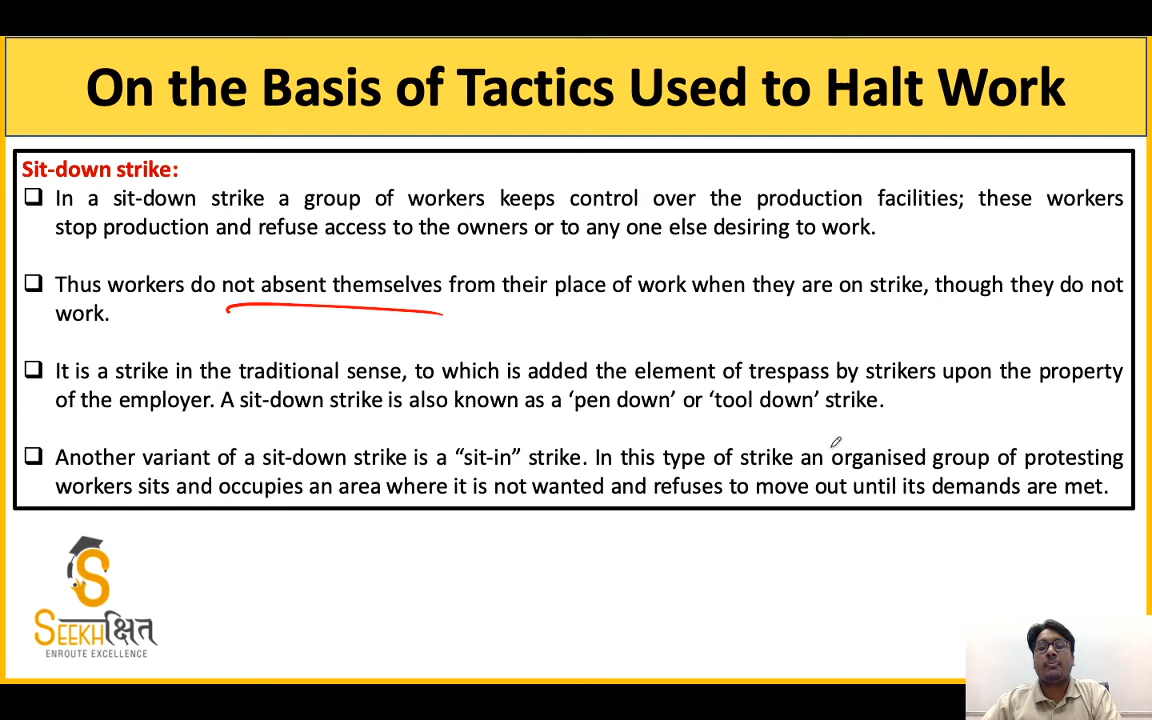 On the Basis of Tactics Used to Halt Work
Sit-down strike:
In a sit-down strike a group of workers keeps control over the production facilities; these workers
stop production and refuse access to the owners or to any one else desiring to work.
Thus workers do not absent themselves from their place of work when they are on strike, though they do not
work.
It is a strike in the traditional sense, to which is added the element of trespass by strikers upon the property
of the employer. A sit-down strike is also known as a ‘pen down’ or ‘tool down’ strike.
Another variant of a sit-down strike is a “sit-in” strike. In this type of strike an organised group of protesting
workers sits and occupies an area where it is not wanted and refuses to move out until its demands are met.
S
SEEKHक्षित
ENROUTE EXCELLENCE